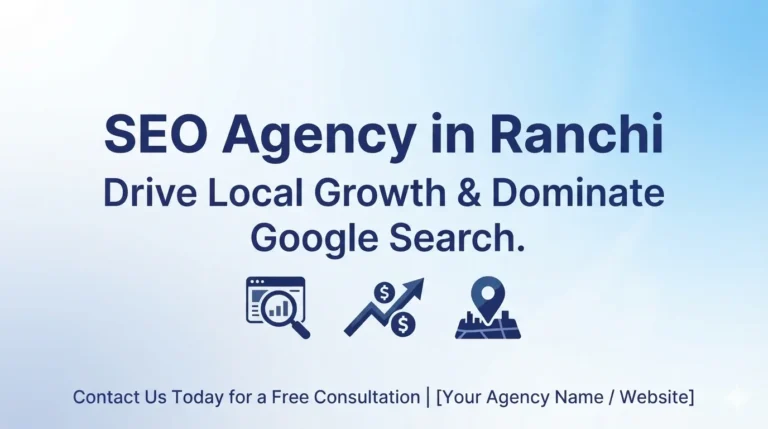 SEO Agency in Ranchi
Drive Local Growth & Dominate
Google Search.
$
$
Contact Us Today for a Free Consultation | [Your Agency Name / Website]